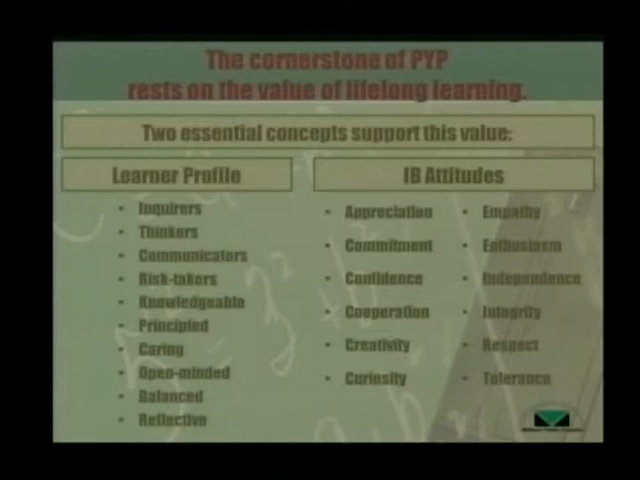 The cornerstone of PYP
rests on the value of lifelong learning.
Two essential concepts support this value:
Learner Profile
• Inquirers
• Thinkers
• Communicators
• Risk-takers
• Knowledgeable
• Principled
• Caring
• Open-minded
• Balanced
• Reflective
IB Attitudes
• Appreciation
• Commitment
• Confidence
• Cooperation
• Creativity
• Curiosity
• Empathy
• Enthusiasm
• Independence
• Integrity
• Respect
• Tolerance